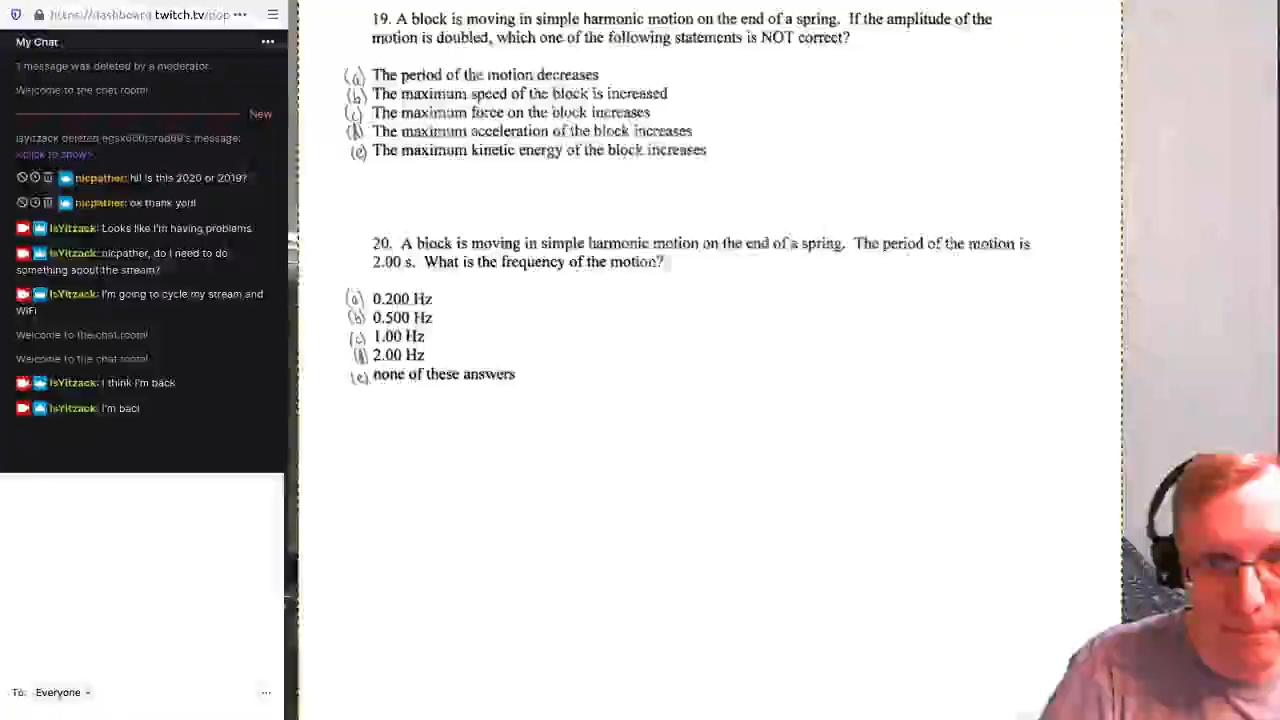 https://dashboard.twitch.tv/pop
My Chat
1 message was deleted by a moderator.
Welcome to the chat room!
New
message:
nicpather: hi! Is this 2020 or 2019?
nicpather: ok thank you!
IsYitzack: Looks like I'm having problems
IsYitzack: nicpather, do I need to do
something about the stream?
IsYitzack: I'm going to cycle my stream and
WiFi
Welcome to the chat room!
Welcome to the chat room!
IsYitzack: I think I'm back
IsYitzack: I'm back
To: Everyone
19. A block is moving in simple harmonic motion on the end of a spring. If the amplitude of the
motion is doubled, which one of the following statements is NOT correct?
(a) The period of the motion decreases
(b) The maximum speed of the block is increased
(c) The maximum force on the block increases
(d) The maximum acceleration of the block increases
(e) The maximum kinetic energy of the block increases
20. A block is moving in simple harmonic motion on the end of a spring. The period of the motion is
2.00 s. What is the frequency of the motion?
(a) 0.200 Hz
(b) 0.500 Hz
(c) 1.00 Hz
(d) 2.00 Hz
(e) none of these answers